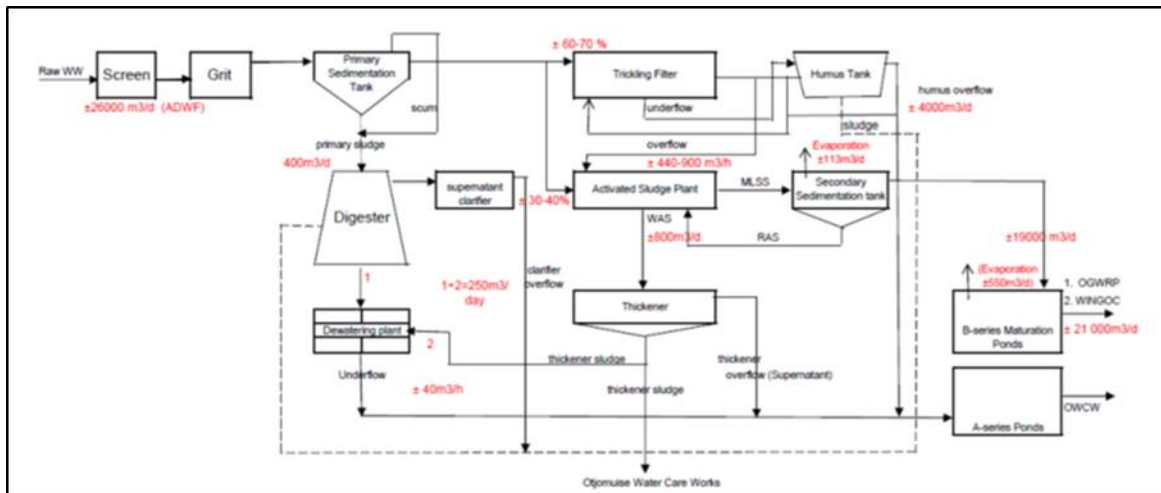 Raw WW
Screen
Grit
±26000 m3/d (ADWF)
Primary
Sedimentation
Tank
scum
primary sludge
400m3/d
Digester
supernatant
clarifier
1
1+2=250m3/
day
clarifier
overflow
Dewatering plant
2
Underflow
± 40m3/h
± 60-70 %
Trickling Filter
underflow
overflow
Humus Tank
humus overflow
± 4000m3/d
sludge
± 440-900 m3/h
± 30-40%
Activated Sludge Plant
MLSS
Evaporation
±113m3/d
Secondary
Sedimentation tank
WAS
±800m3/d
RAS
Thickener
thickener sludge
thickener sludge
thickener
overflow (Supernatant)
±19000 m3/d
(Evaporation
±550m3/d)
1. OGWRP
2. WINGOC
± 21 000m3/d
B-series Maturation
Ponds
OWCW
A-series Ponds
Otjomuise Water Care Works